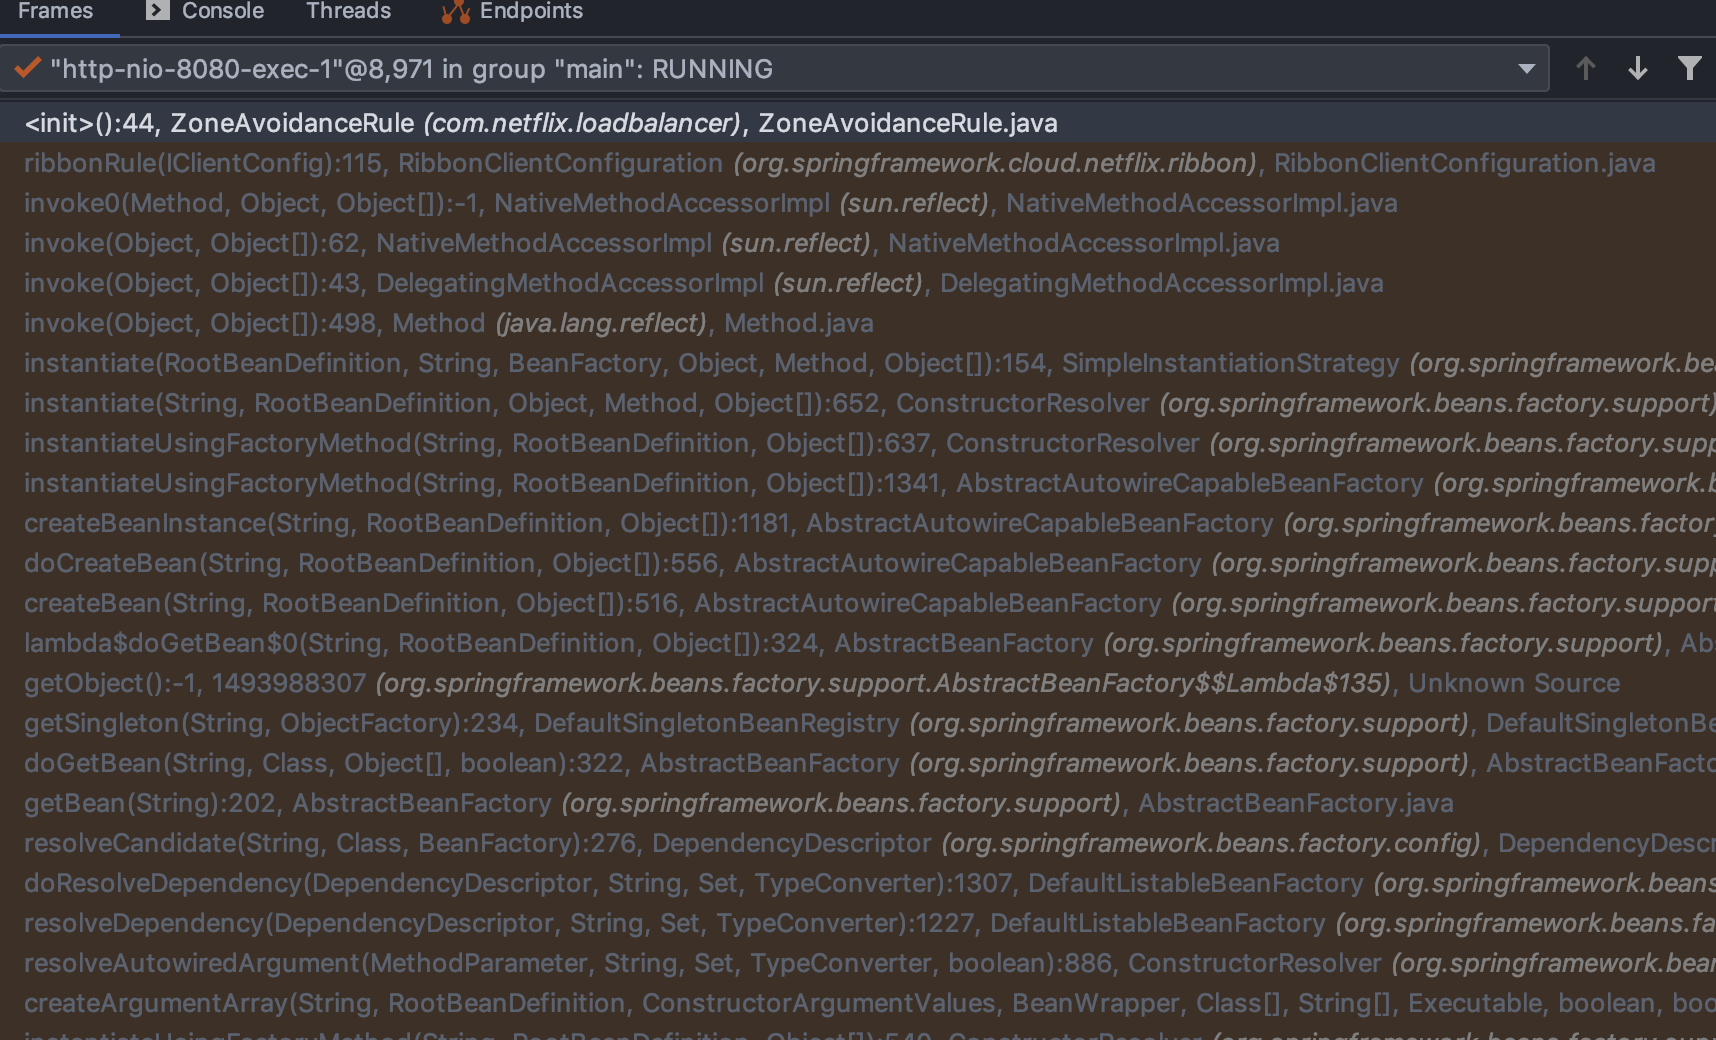 Frames Console Threads Endpoints
"http-nio-8080-exec-1"@8,971 in group "main": RUNNING
<init>():44, ZoneAvoidanceRule (com.netflix.loadbalancer), ZoneAvoidanceRule.java
ribbonRule(IClientConfig):115, RibbonClientConfiguration (org.springframework.cloud.netflix.ribbon), RibbonClientConfiguration.java
invoke0(Method, Object, Object[]):-1, NativeMethodAccessorImpl (sun.reflect), NativeMethodAccessorImpl.java
invoke(Object, Object[]):62, NativeMethodAccessorImpl (sun.reflect), NativeMethodAccessorImpl.java
invoke(Object, Object[]):43, DelegatingMethodAccessorImpl (sun.reflect), DelegatingMethodAccessorImpl.java
invoke(Object, Object[]):498, Method (java.lang.reflect), Method.java
instantiate(RootBeanDefinition, String, BeanFactory, Object, Method, Object[]):154, SimpleInstantiationStrategy (org.springframework.bea
instantiate(String, RootBeanDefinition, Object, Method, Object[]):652, ConstructorResolver (org.springframework.beans.factory.support)
instantiateUsingFactoryMethod(String, RootBeanDefinition, Object[]):637, ConstructorResolver (org.springframework.beans.factory.supp
instantiateUsingFactoryMethod(String, RootBeanDefinition, Object[]):1341, AbstractAutowireCapableBeanFactory (org.springframework.b
createBeanInstance(String, RootBeanDefinition, Object[]):1181, AbstractAutowireCapableBeanFactory (org.springframework.beans.factor
doCreateBean(String, RootBeanDefinition, Object[]):556, AbstractAutowireCapableBeanFactory (org.springframework.beans.factory.supp
createBean(String, RootBeanDefinition, Object[]):516, AbstractAutowireCapableBeanFactory (org.springframework.beans.factory.support
lambda$doGetBean$0(String, RootBeanDefinition, Object[]):324, AbstractBeanFactory (org.springframework.beans.factory.support), Abs
getObject():-1, 1493988307 (org.springframework.beans.factory.support.AbstractBeanFactory$$Lambda$135), Unknown Source
getSingleton(String, ObjectFactory):234, DefaultSingletonBeanRegistry (org.springframework.beans.factory.support), DefaultSingletonBe
doGetBean(String, Class, Object[], boolean):322, AbstractBeanFactory (org.springframework.beans.factory.support), AbstractBeanFacto
getBean(String):202, AbstractBeanFactory (org.springframework.beans.factory.support), AbstractBeanFactory.java
resolveCandidate(String, Class, BeanFactory):276, DependencyDescriptor (org.springframework.beans.factory.config), DependencyDescr
doResolveDependency(DependencyDescriptor, String, Set, TypeConverter):1307, DefaultListableBeanFactory (org.springframework.beans
resolveDependency(DependencyDescriptor, String, Set, TypeConverter):1227, DefaultListableBeanFactory (org.springframework.beans.fa
resolveAutowiredArgument(MethodParameter, String, Set, TypeConverter, boolean):886, ConstructorResolver (org.springframework.bean
createArgumentArray(String, RootBeanDefinition, ConstructorArgumentValues, BeanWrapper, Class[], String[], Executable, boolean, boo